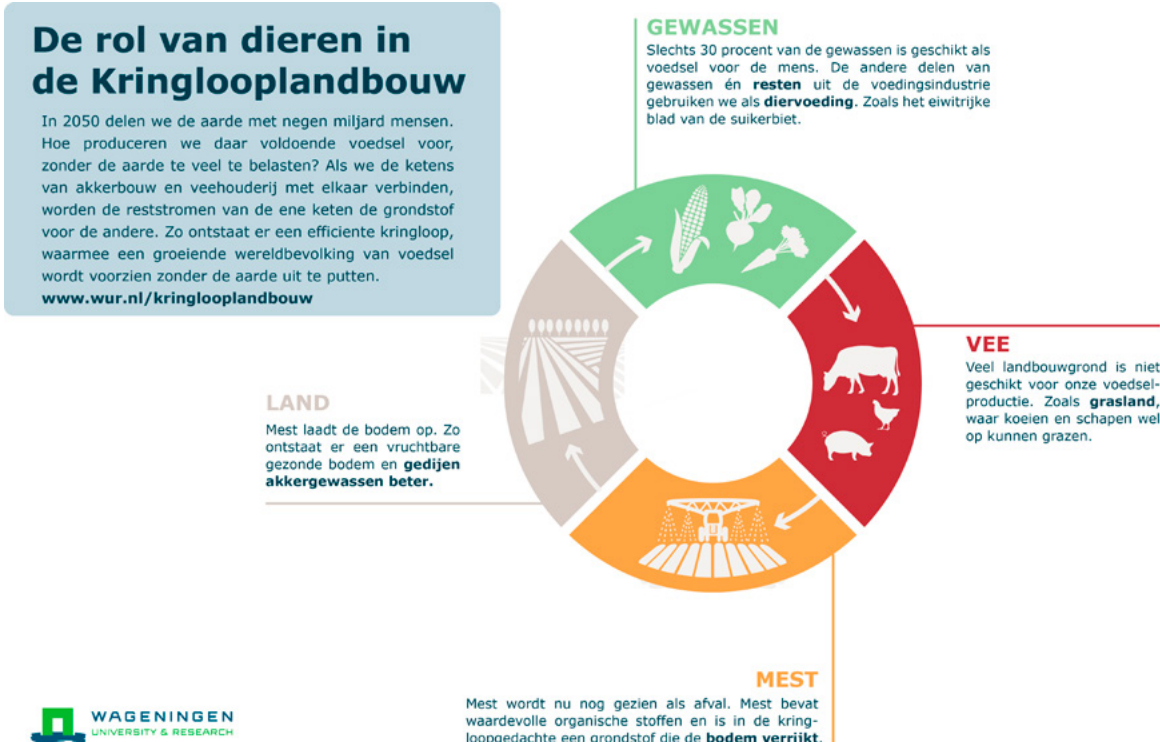 De rol van dieren in
de Kringlooplandbouw
In 2050 delen we de aarde met negen miljard mensen.
Hoe produceren we daar voldoende voedsel voor,
zonder de aarde te veel te belasten? Als we de ketens
van akkerbouw en veehouderij met elkaar verbinden,
worden de reststromen van de ene keten de grondstof
voor de andere. Zo ontstaat er een efficiente kringloop,
waarmee een groeiende wereldbevolking van voedsel
wordt voorzien zonder de aarde uit te putten.
www.wur.nl/kringlooplandbouw
GEWASSEN
Slechts 30 procent van de gewassen is geschikt als
voedsel voor de mens. De andere delen van
gewassen én resten uit de voedingsindustrie
gebruiken we als diervoeding. Zoals het eiwitrijke
blad van de suikerbiet.
VEE
Veel landbouwgrond is niet
geschikt voor onze voedsel-
productie. Zoals grasland,
waar koeien en schapen wel
op kunnen grazen.
LAND
Mest laadt de bodem op. Zo
ontstaat er een vruchtbare
gezonde bodem en gedijen
akkergewassen beter.
MEST
Mest wordt nu nog gezien als afval. Mest bevat
waardevolle organische stoffen en is in de kring-
loopgedachte een grondstof die de bodem verrijkt.
WAGENINGEN
UNIVERSITY & RESEARCH